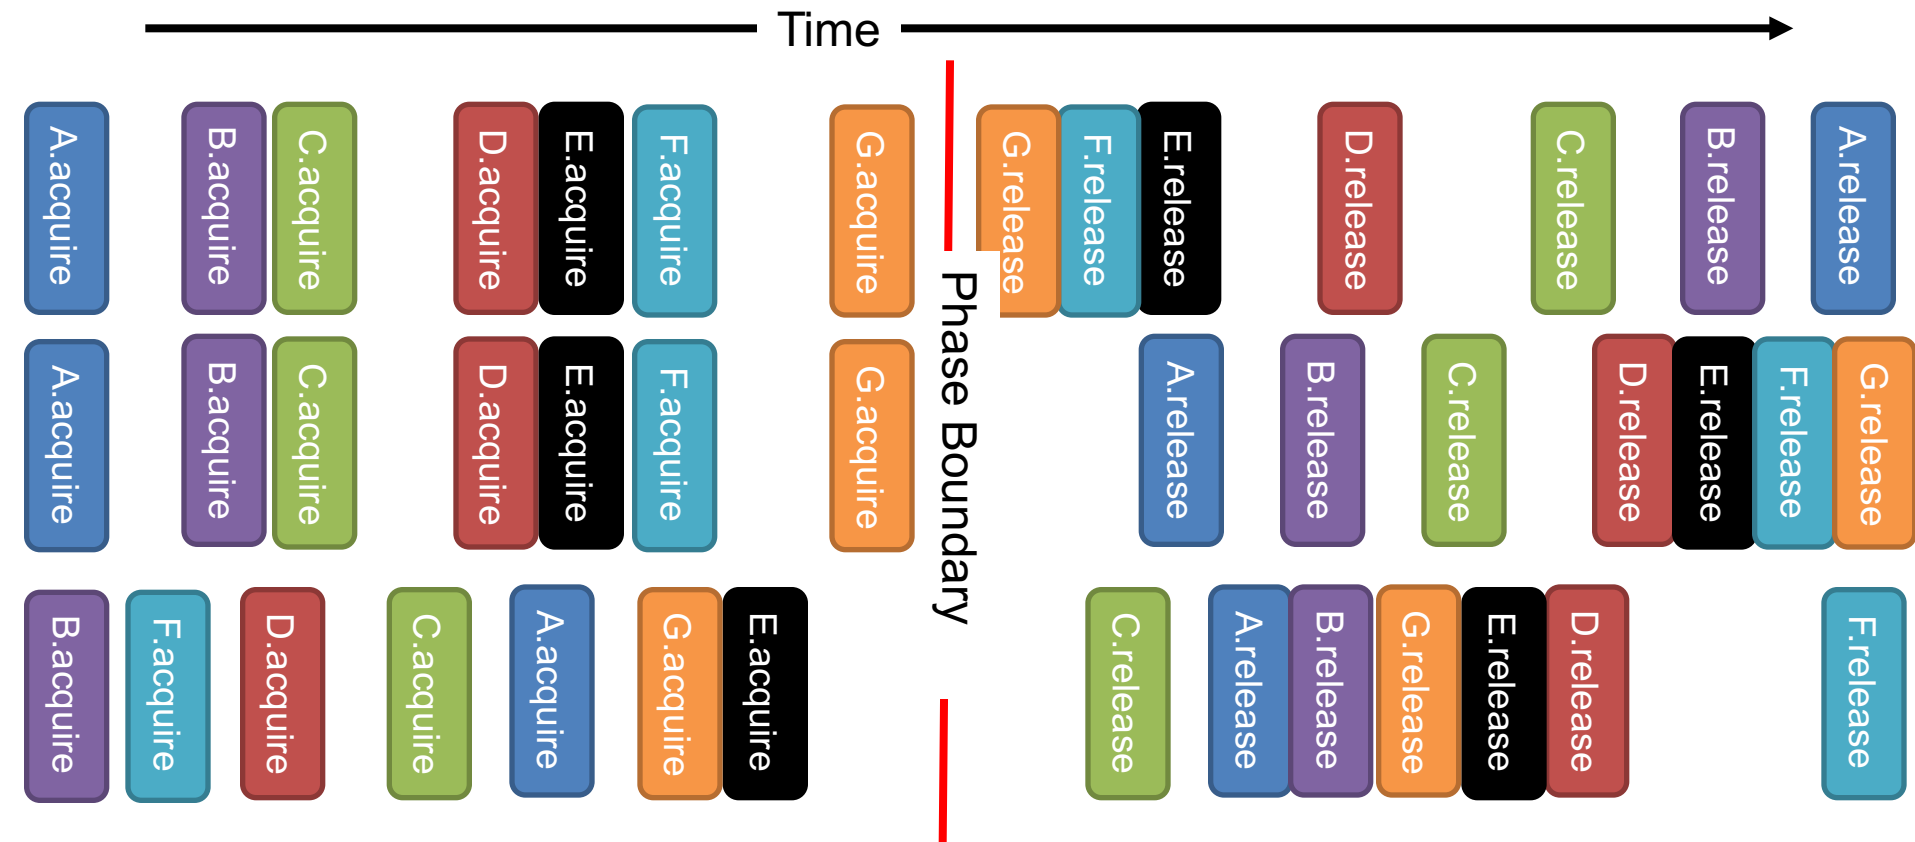 Time
A.acquire
B.acquire
C.acquire
D.acquire
E.acquire
F.acquire
G.acquire
G.release
F.release
E.release
D.release
C.release
B.release
A.release
Phase Boundary
A.acquire
B.acquire
C.acquire
D.acquire
E.acquire
F.acquire
G.acquire
A.release
B.release
C.release
D.release
E.release
F.release
G.release
B.acquire
F.acquire
D.acquire
C.acquire
A.acquire
G.acquire
E.acquire
C.release
A.release
B.release
G.release
E.release
D.release
F.release